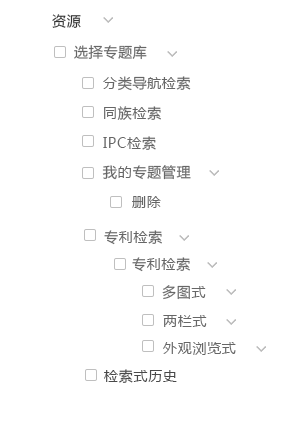 资源
选择专题库
分类导航检索
同族检索
IPC检索
我的专题管理
删除
专利检索
专利检索
多图式
两栏式
外观浏览式
检索式历史